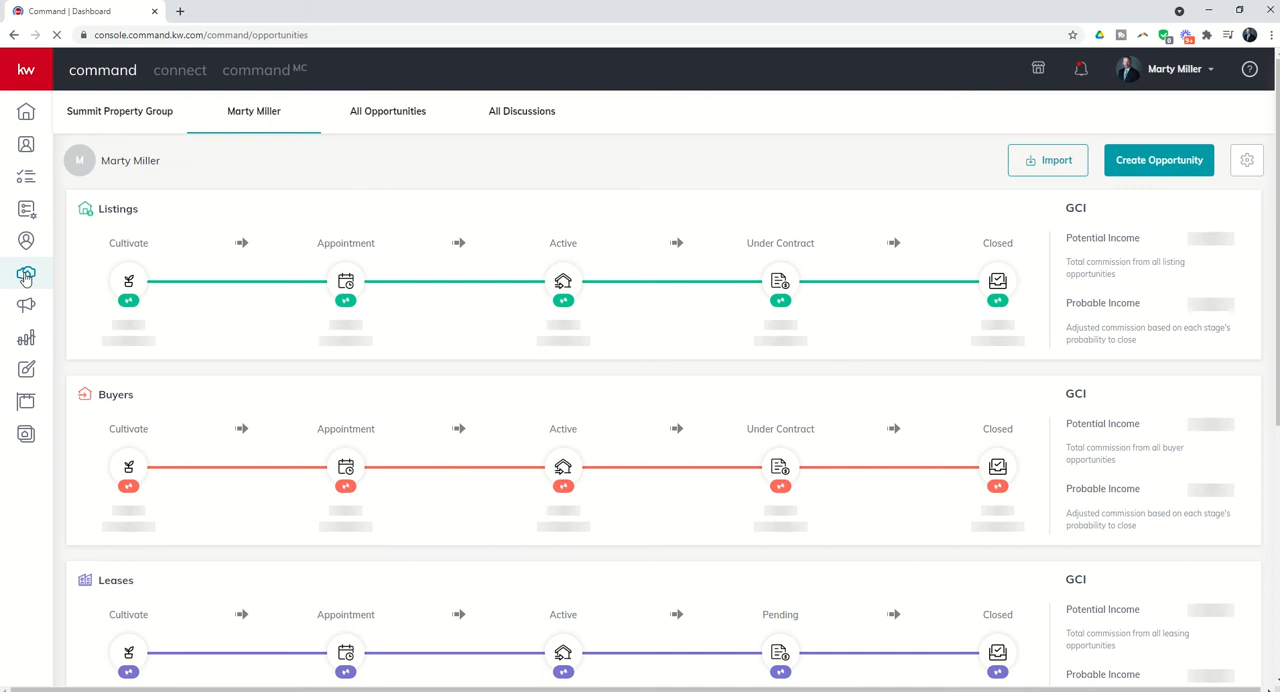 Command | Dashboard
console.command.kw.com/command/opportunities
kw
command
connect
command MC
Marty Miller
Summit Property Group
Marty Miller
All Opportunities
All Discussions
M
Marty Miller
Import
Create Opportunity
Listings
Cultivate
Appointment
Active
Under Contract
Closed
GCI
Potential Income
Total commission from all listing
opportunities
Probable Income
Adjusted commission based on each stage's
probability to close
Buyers
Cultivate
Appointment
Active
Under Contract
Closed
GCI
Potential Income
Total commission from all buyer
opportunities
Probable Income
Adjusted commission based on each stage's
probability to close
Leases
Cultivate
Appointment
Active
Pending
Closed
GCI
Potential Income
Total commission from all leasing
opportunities
Probable Income